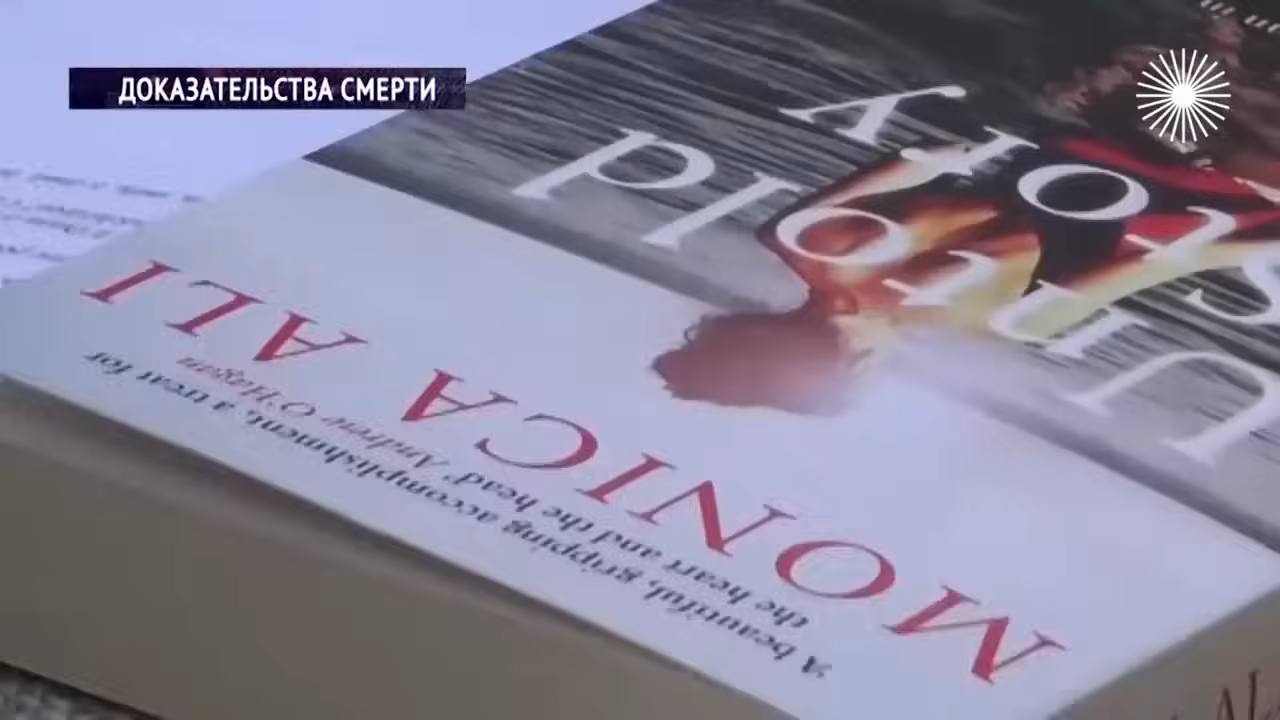 ДОКАЗАТЕЛЬСТВА СМЕРТИ
Untold
Story
MONICA ALI
'A beautiful, gripping accomplishment, a treat for
the heart and the head' Andrew O'Hagan